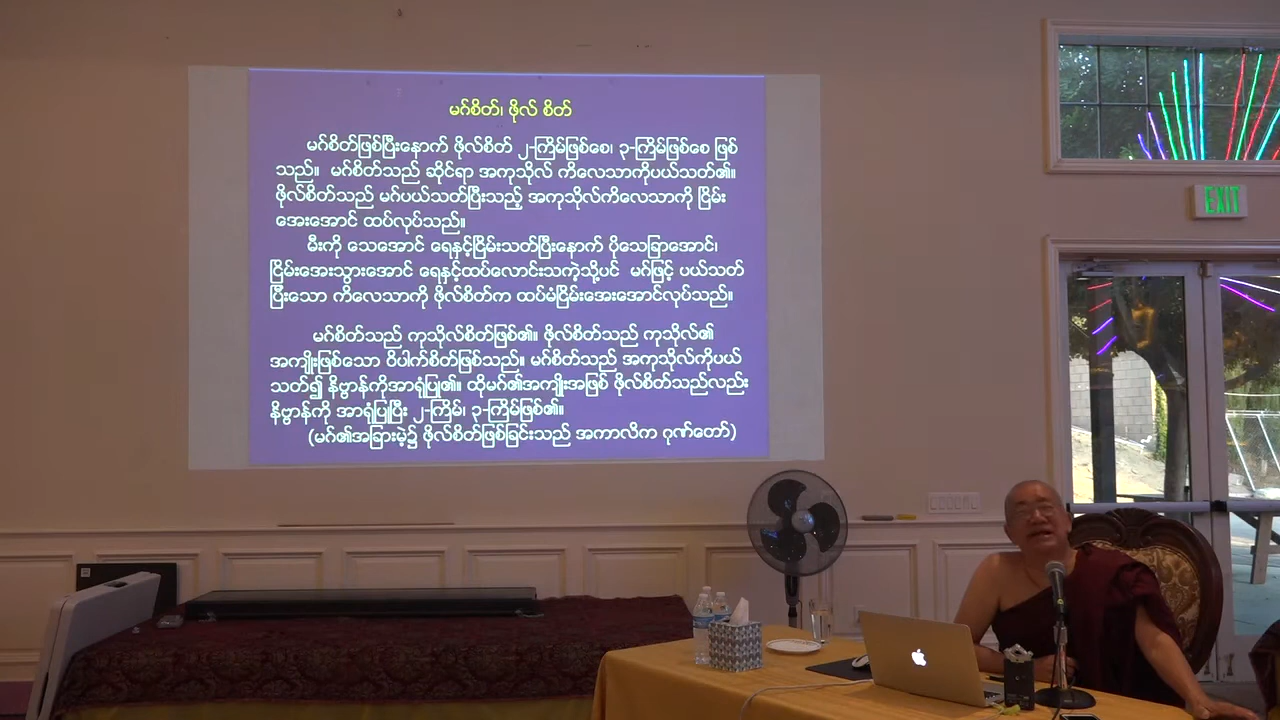 မဂ်စိတ်၊ ဖိုလ် စိတ်
မဂ်စိတ်ဖြစ်ပြီးနောက် ဖိုလ်စိတ် ၂-ကြိမ်ဖြစ်စေ၊ ၃-ကြိမ်ဖြစ်စေ ဖြစ်
သည်။ မဂ်စိတ်သည် ဆိုင်ရာ အကုသိုလ် ကိလေသာကိုပယ်သတ်၏။
ဖိုလ်စိတ်သည် မဂ်ပယ်သတ်ပြီးသည့် အကုသိုလ်ကိလေသာကို ငြိမ်း
အေးအောင် ထပ်လုပ်သည်။
မီးကို သေအောင် ရေနှင့်ငြိမ်းသတ်ပြီးနောက် ပိုသေခြာအောင်၊
ငြိမ်းအေးသွားအောင် ရေနှင့်ထပ်လောင်းသကဲ့သို့ပင် မဂ်ဖြင့် ပယ်သတ်
ပြီးသော ကိလေသာကို ဖိုလ်စိတ်က ထပ်မံငြိမ်းအေးအောင်လုပ်သည်။
မဂ်စိတ်သည် ကုသိုလ်စိတ်ဖြစ်၏။ ဖိုလ်စိတ်သည် ကုသိုလ်၏
အကျိုးဖြစ်သော ဝိပါက်စိတ်ဖြစ်သည်။ မဂ်စိတ်သည် အကုသိုလ်ကိုပယ်
သတ်၍ နိဗ္ဗာန်ကိုအာရုံပြု၏။ ထိုမဂ်၏အကျိုးအဖြစ် ဖိုလ်စိတ်သည်လည်း
နိဗ္ဗာန်ကို အာရုံပြုပြီး ၂-ကြိမ်၊ ၃-ကြိမ်ဖြစ်၏။
(မဂ်၏အခြားမဲ့၌ ဖိုလ်စိတ်ဖြစ်ခြင်းသည် အကာလိက ဂုဏ်တော်)
EXIT